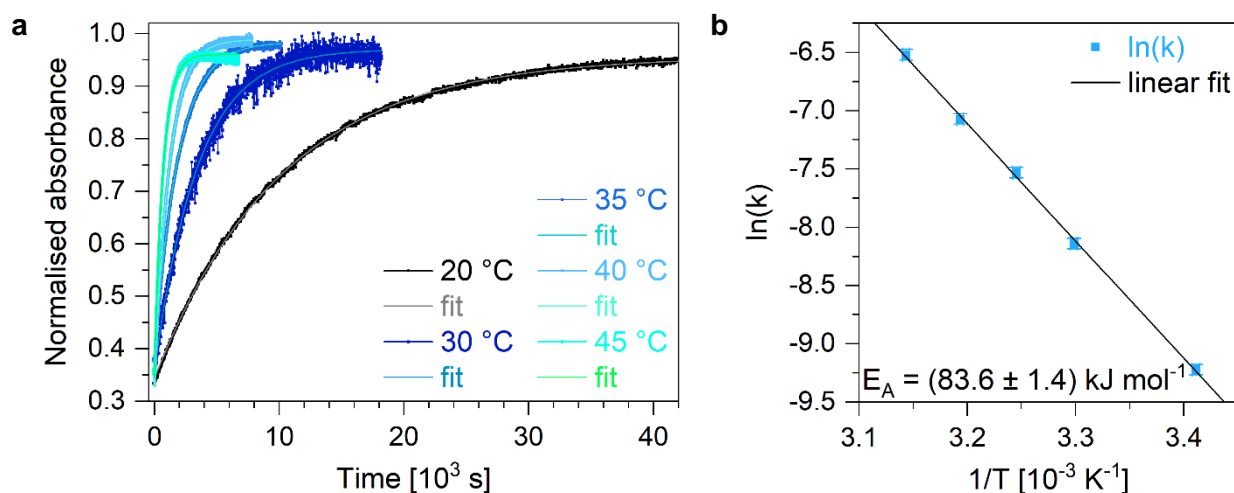 a
Normalised absorbance
1.0
0.9
0.8
0.7
0.6
0.5
0.4
0.3
0
10
20
30
40
Time [10³ s]
20 °C
fit
30 °C
fit
35 °C
fit
40 °C
fit
45 °C
fit
b
ln(k)
-6.5
-7.0
-7.5
-8.0
-8.5
-9.0
-9.5
3.1
3.2
3.3
3.4
1/T [10⁻³ K⁻¹]
ln(k)
linear fit
E_A = (83.6 ± 1.4) kJ mol⁻¹